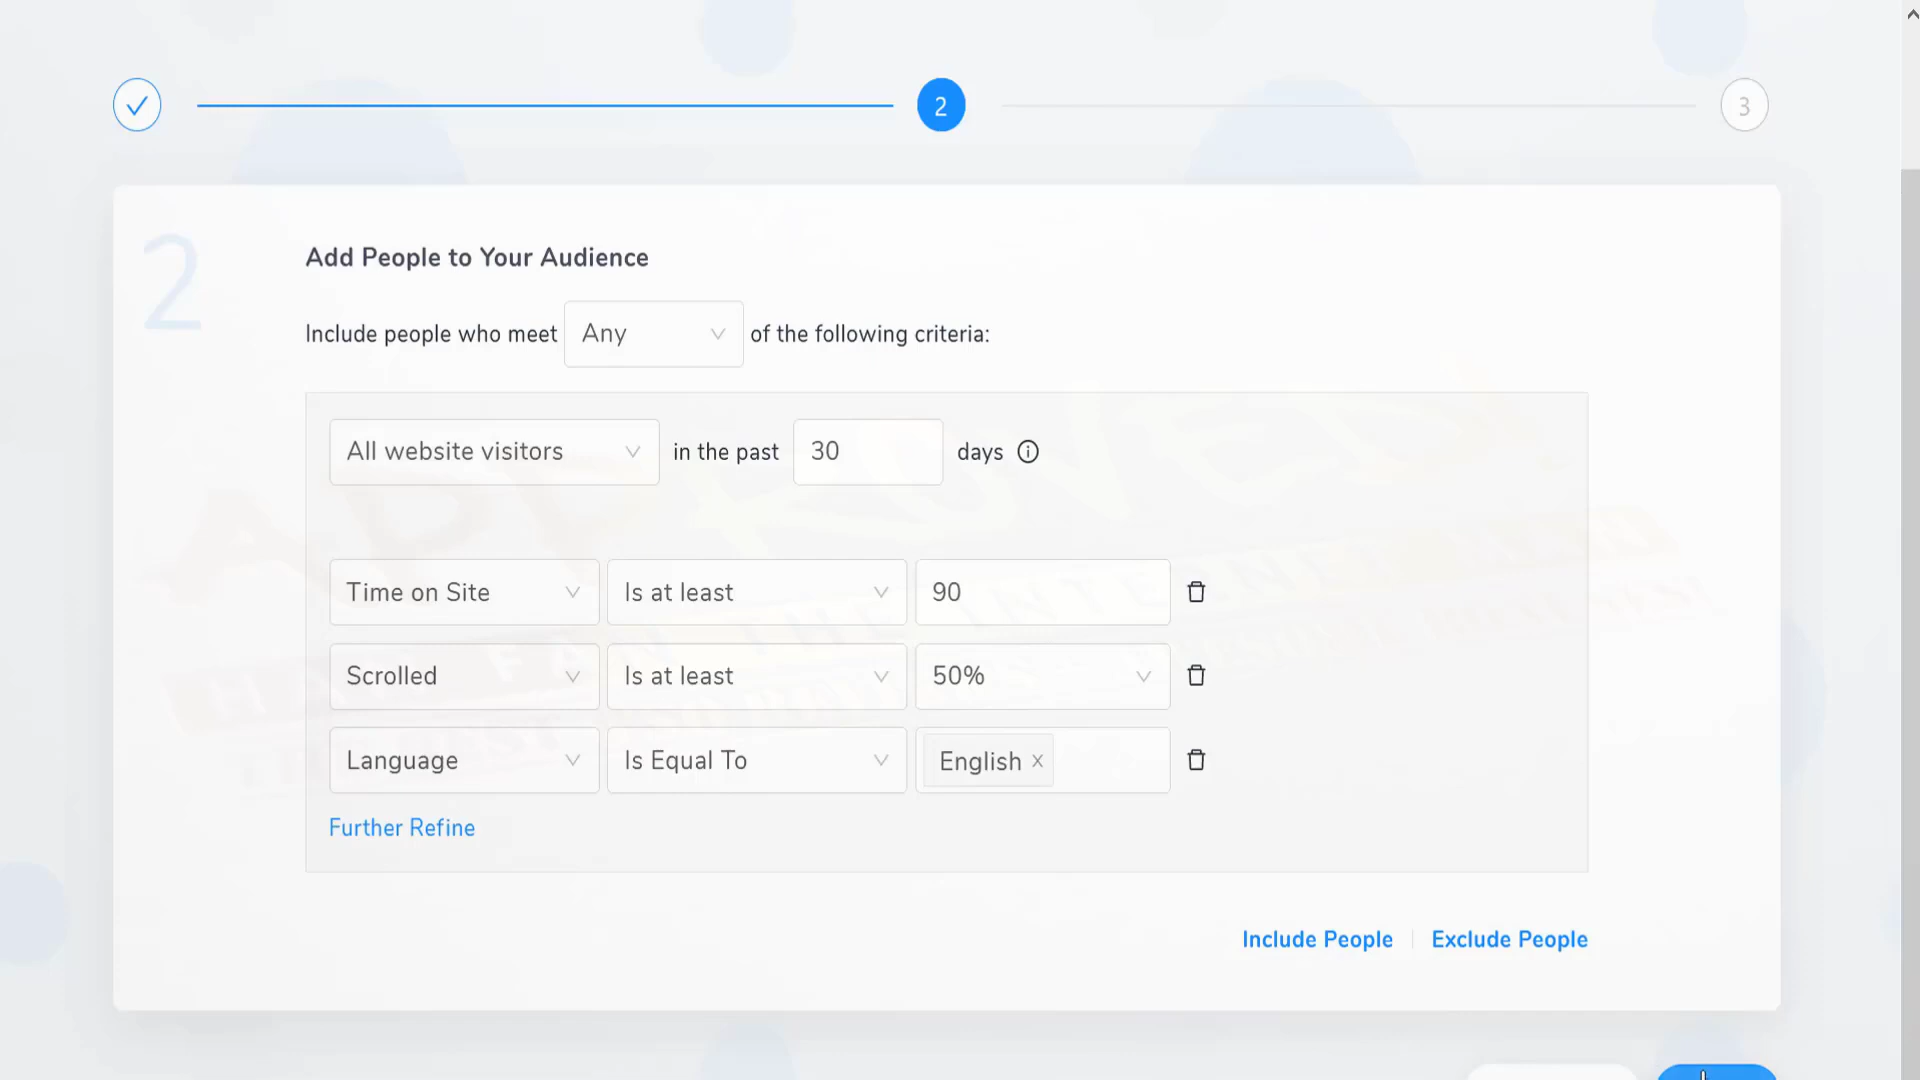 2 3
2
Add People to Your Audience
Include people who meet Any of the following criteria:
All website visitors in the past 30 days
Time on Site Is at least 90
Scrolled Is at least 50%
Language Is Equal To English x
Further Refine
Include People Exclude People